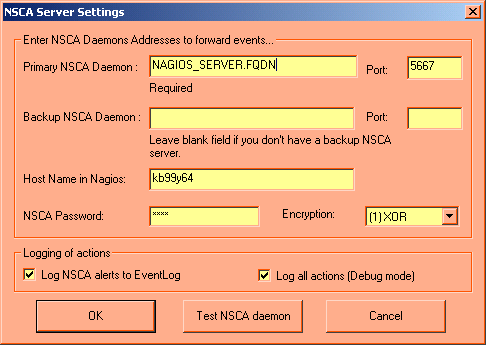 NSCA Server Settings
Enter NSCA Daemons Addresses to forward events...
Primary NSCA Daemon : NAGIOS_SERVER.FQDN Port: 5667
Required
Backup NSCA Daemon : Port:
Leave blank field if you don't have a backup NSCA
server.
Host Name in Nagios: kb99y64
NSCA Password: **** Encryption: (1) XOR
Logging of actions
Log NSCA alerts to EventLog Log all actions (Debug mode)
OK Test NSCA daemon Cancel